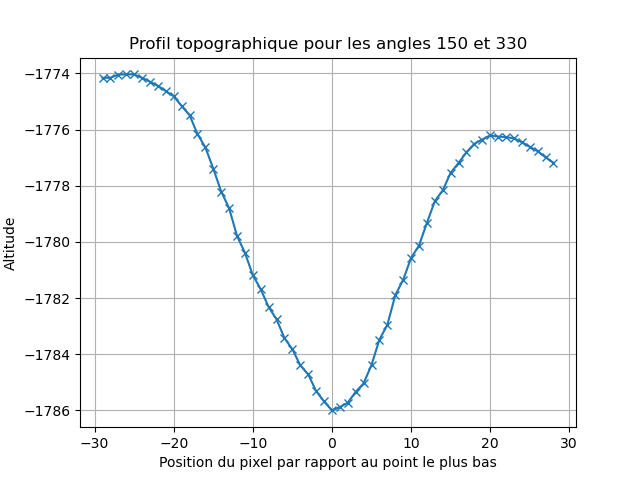 Profil topographique pour les angles 150 et 330
−1774
−1776
−1778
−1780
−1782
−1784
−1786
Altitude
−30 −20 −10 0 10 20 30
Position du pixel par rapport au point le plus bas